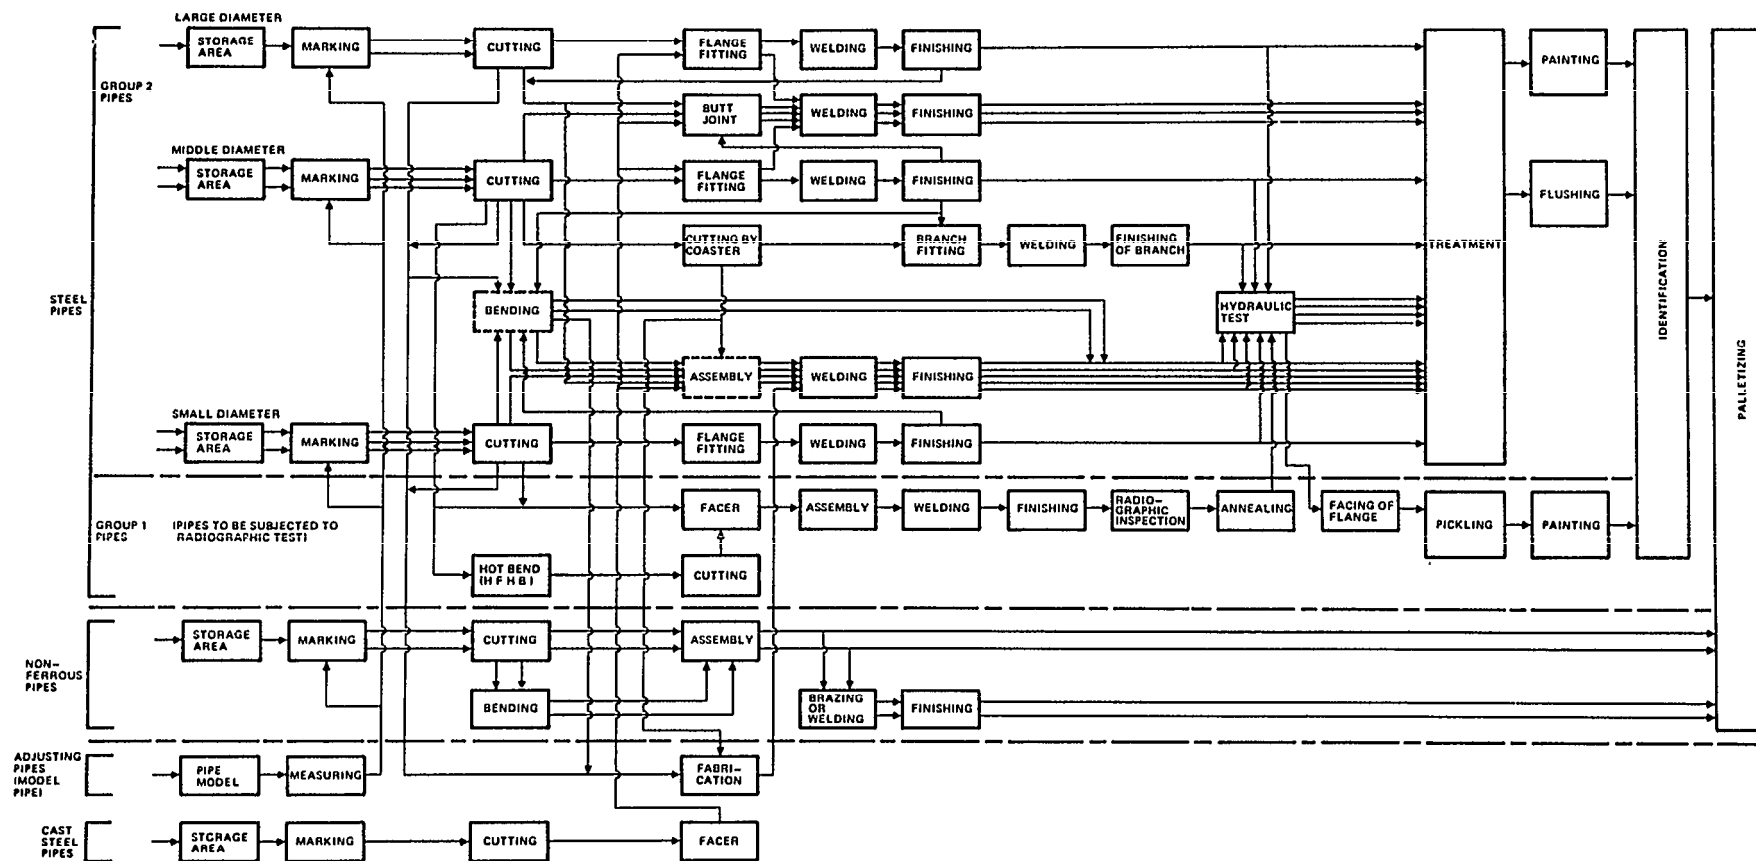 LARGE DIAMETER
STORAGE
AREA
MARKING
CUTTING
FLANGE
FITTING
WELDING
FINISHING
PAINTING
GROUP 2
PIPES
BUTT
JOINT
WELDING
FINISHING
MIDDLE DIAMETER
STORAGE
AREA
MARKING
CUTTING
FLANGE
FITTING
WELDING
FINISHING
FLUSHING
CUTTING BY
COASTER
BRANCH
FITTING
WELDING
FINISHING
OF BRANCH
TREATMENT
IDENTIFICATION
PALLETIZING
STEEL
PIPES
BENDING
HYDRAULIC
TEST
ASSEMBLY
WELDING
FINISHING
SMALL DIAMETER
STORAGE
AREA
MARKING
CUTTING
FLANGE
FITTING
WELDING
FINISHING
GROUP 1
PIPES
(PIPES TO BE SUBJECTED TO
RADIOGRAPHIC TEST)
FACER
ASSEMBLY
WELDING
FINISHING
RADIO-
GRAPHIC
INSPECTION
ANNEALING
FACING OF
FLANGE
PICKLING
PAINTING
HOT BEND
(H F H B)
CUTTING
NON-
FERROUS
PIPES
STORAGE
AREA
MARKING
CUTTING
ASSEMBLY
BENDING
BRAZING
OR
WELDING
FINISHING
ADJUSTING
PIPES
(MODEL
PIPE)
PIPE
MODEL
MEASURING
FABRI-
CATION
CAST
STEEL
PIPES
STORAGE
AREA
MARKING
CUTTING
FACER